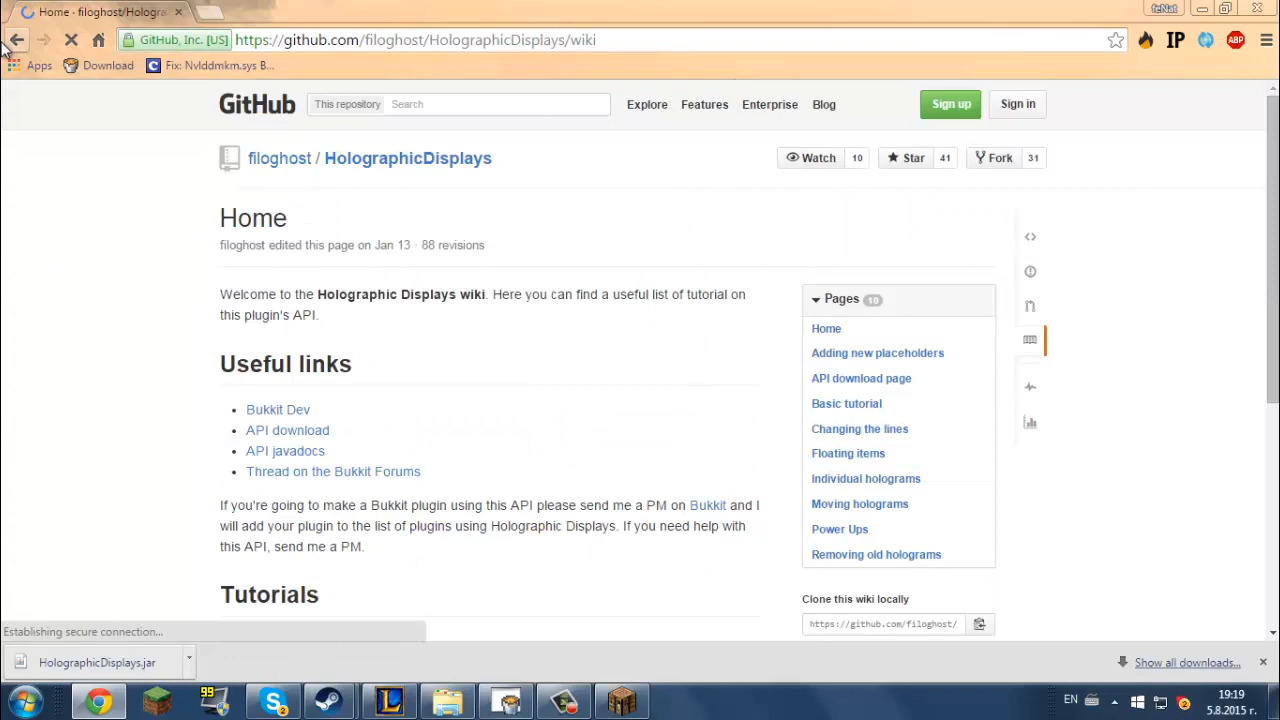 Home · filoghost/Hologra
feNat
GitHub, Inc. [US]
https://github.com/filoghost/HolographicDisplays/wiki
IP
ABP
Apps
Download
Fix: Nvlddmkm.sys B...
GitHub
This repository
Search
Explore
Features
Enterprise
Blog
Sign up
Sign in
filoghost / HolographicDisplays
Watch 10
Star 41
Fork 31
Home
filoghost edited this page on Jan 13 · 88 revisions
Welcome to the Holographic Displays wiki. Here you can find a useful list of tutorial on
this plugin's API.
Useful links
• Bukkit Dev
• API download
• API javadocs
• Thread on the Bukkit Forums
If you're going to make a Bukkit plugin using this API please send me a PM on Bukkit and I
will add your plugin to the list of plugins using Holographic Displays. If you need help with
this API, send me a PM.
Tutorials
Pages 10
Home
Adding new placeholders
API download page
Basic tutorial
Changing the lines
Floating items
Individual holograms
Moving holograms
Power Ups
Removing old holograms
Clone this wiki locally
https://github.com/filoghost/
Establishing secure connection...
HolographicDisplays.jar
Show all downloads...
99
2
EN
2
19:19
5.8.2015 г.